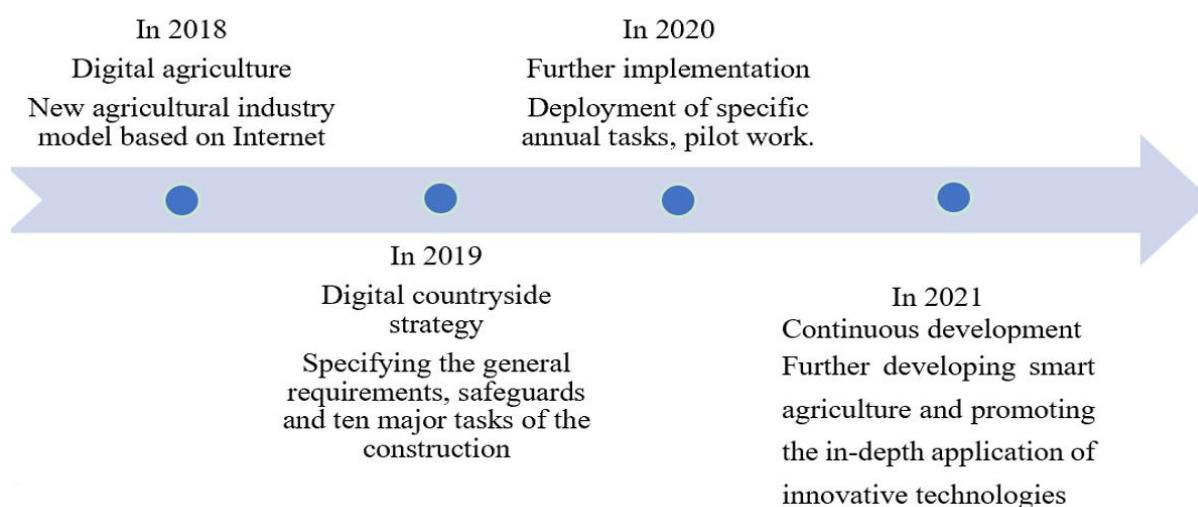 In 2018
Digital agriculture
New agricultural industry
model based on Internet
In 2019
Digital countryside
strategy
Specifying the general
requirements, safeguards
and ten major tasks of the
construction
In 2020
Further implementation
Deployment of specific
annual tasks, pilot work.
In 2021
Continuous development
Further developing smart
agriculture and promoting
the in-depth application of
innovative technologies